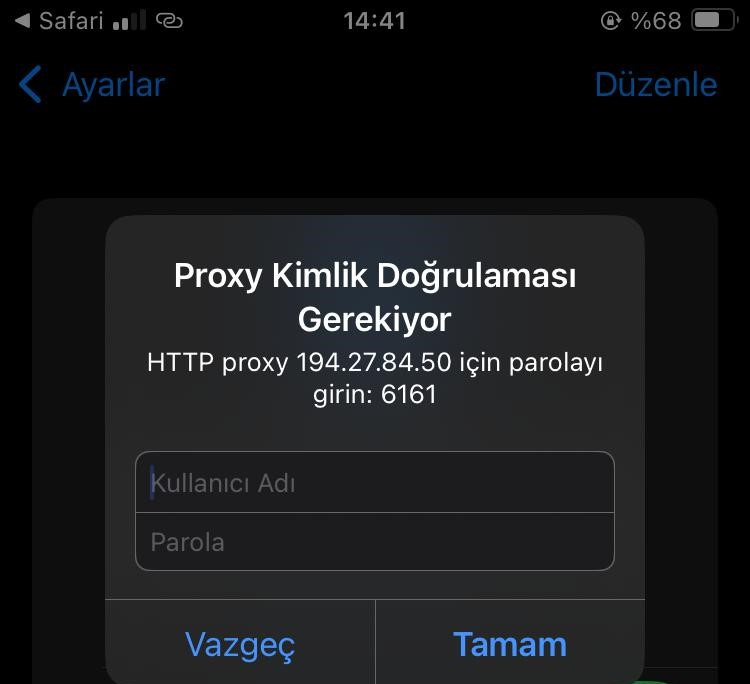 Safari 14:41 %68
Ayarlar Düzenle
Proxy Kimlik Doğrulaması
Gerekiyor
HTTP proxy 194.27.84.50 için parolayı
girin: 6161
Kullanıcı Adı
Parola
Vazgeç Tamam